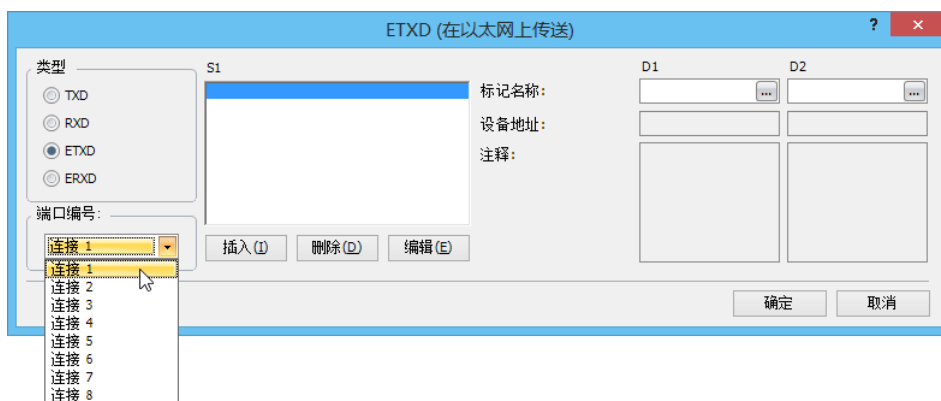 ETXD (在以太网上传送)
? ×
类型
TXD
RXD
ETXD
ERXD
端口编号:
连接 1
连接 1
连接 2
连接 3
连接 4
连接 5
连接 6
连接 7
连接 8
S1
插入(I) 删除(D) 编辑(E)
D1 D2
标记名称: ... ...
设备地址:
注释:
确定 取消